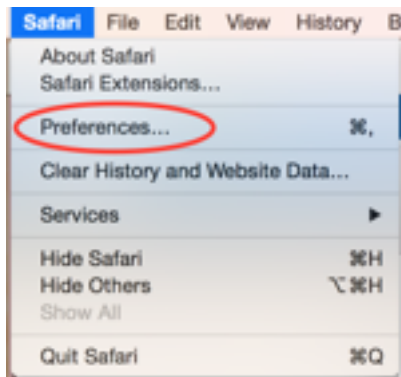 Safari File Edit View History B
About Safari
Safari Extensions...
Preferences... ⌘,
Clear History and Website Data...
Services ▶
Hide Safari ⌘H
Hide Others ⌥⌘H
Show All
Quit Safari ⌘Q